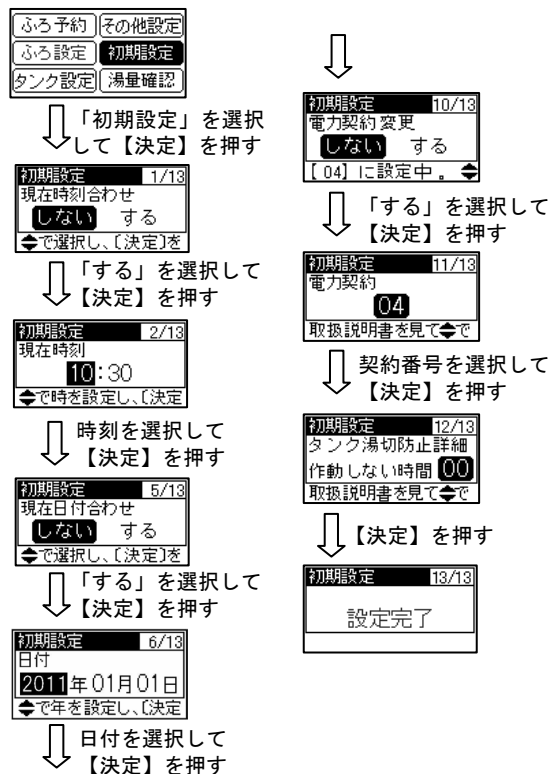 ふろ予約 その他設定
ふろ設定 初期設定
タンク設定 湯量確認
「初期設定」を選択
して【決定】を押す
初期設定 1/13
現在時刻合わせ
しない する
◆で選択し、〔決定〕を
「する」を選択して
【決定】を押す
初期設定 2/13
現在時刻
10:30
◆で時を設定し、〔決定
時刻を選択して
【決定】を押す
初期設定 5/13
現在日付合わせ
しない する
◆で選択し、〔決定〕を
「する」を選択して
【決定】を押す
初期設定 6/13
日付
2011年01月01日
◆で年を設定し、〔決定
日付を選択して
【決定】を押す
初期設定 10/13
電力契約変更
しない する
【04】に設定中。◆
「する」を選択して
【決定】を押す
初期設定 11/13
電力契約
04
取扱説明書を見て◆で
契約番号を選択して
【決定】を押す
初期設定 12/13
タンク湯切防止詳細
作動しない時間 00
取扱説明書を見て◆で
【決定】を押す
初期設定 13/13
設定完了